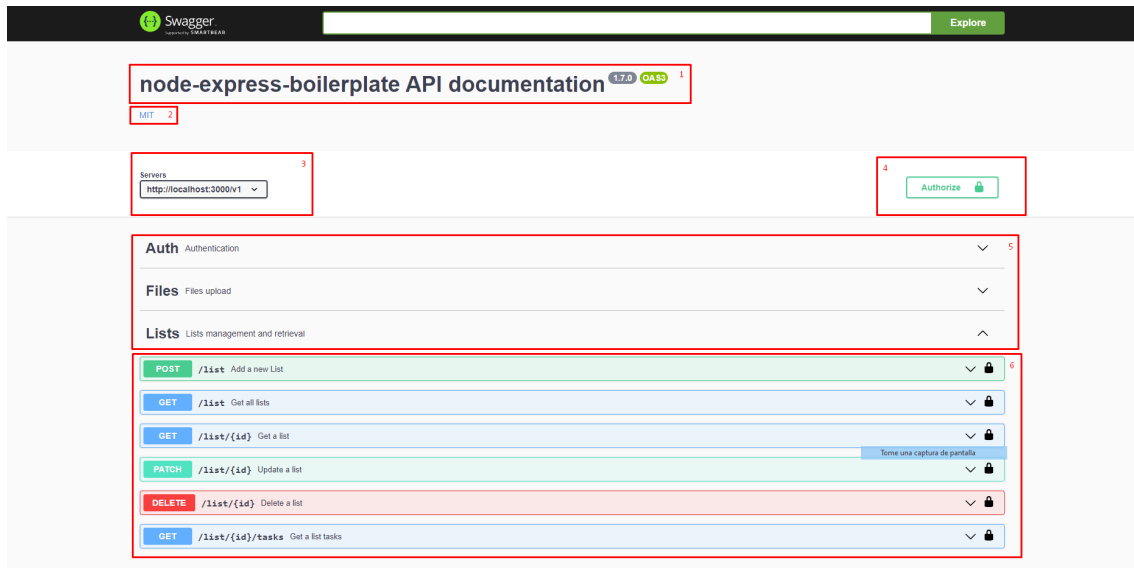 Swagger.
Supported by SMARTBEAR
Explore
node-express-boilerplate API documentation 1.7.0 OAS3 1
MIT 2
3
Servers
http://localhost:3000/v1
4
Authorize
Auth Authentication
5
Files Files upload
Lists Lists management and retrieval
POST /list Add a new List
6
GET /list Get all lists
GET /list/{id} Get a list
Tome una captura de pantalla
PATCH /list/{id} Update a list
DELETE /list/{id} Delete a list
GET /list/{id}/tasks Get a list tasks